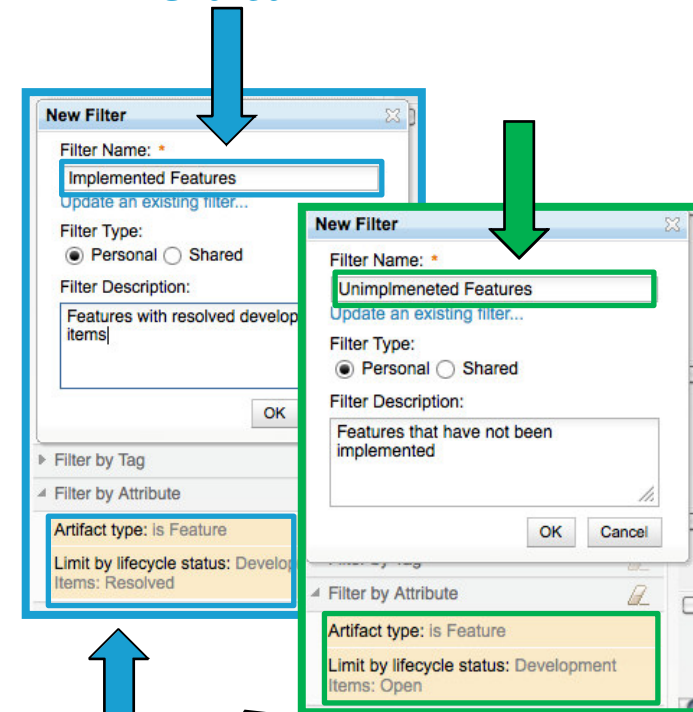 New Filter
Filter Name: *
Implemented Features
Update an existing filter...
Filter Type:
Personal
Shared
Filter Description:
Features with resolved develop
items
OK
Filter by Tag
Filter by Attribute
Artifact type: is Feature
Limit by lifecycle status: Develop
Items: Resolved
New Filter
Filter Name: *
Unimplmeneted Features
Update an existing filter...
Filter Type:
Personal
Shared
Filter Description:
Features that have not been
implemented
OK
Cancel
Filter by Attribute
Artifact type: is Feature
Limit by lifecycle status: Development
Items: Open